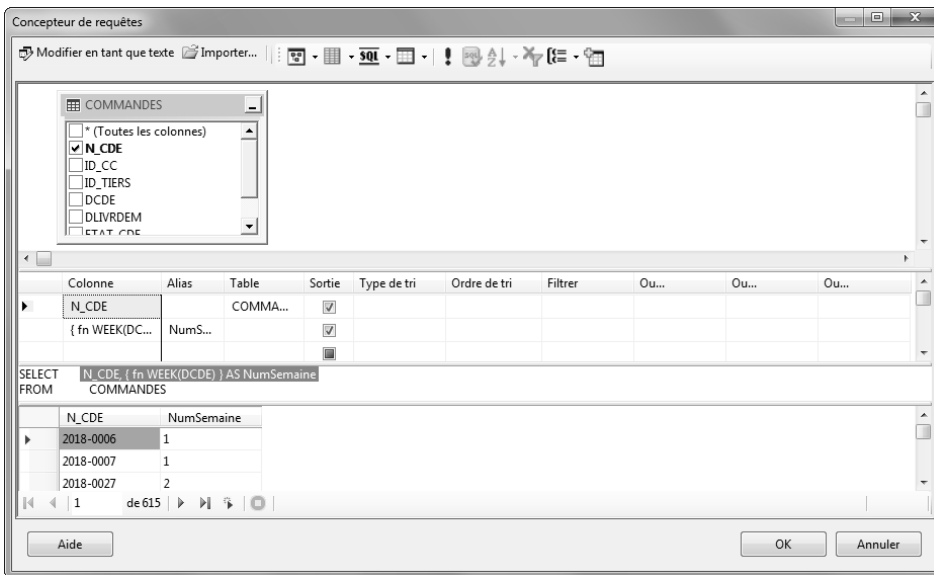 Concepteur de requêtes
Modifier en tant que texte Importer... SQL
COMMANDES
* (Toutes les colonnes)
N_CDE
ID_CC
ID_TIERS
DCDE
DLIVRDEM
ETAT_CDE
Colonne Alias Table Sortie Type de tri Ordre de tri Filtrer Ou... Ou... Ou...
N_CDE COMMA...
{ fn WEEK(DC... NumS...
SELECT N_CDE, { fn WEEK(DCDE) } AS NumSemaine
FROM COMMANDES
N_CDE NumSemaine
2018-0006 1
2018-0007 1
2018-0027 2
1 de 615
Aide OK Annuler